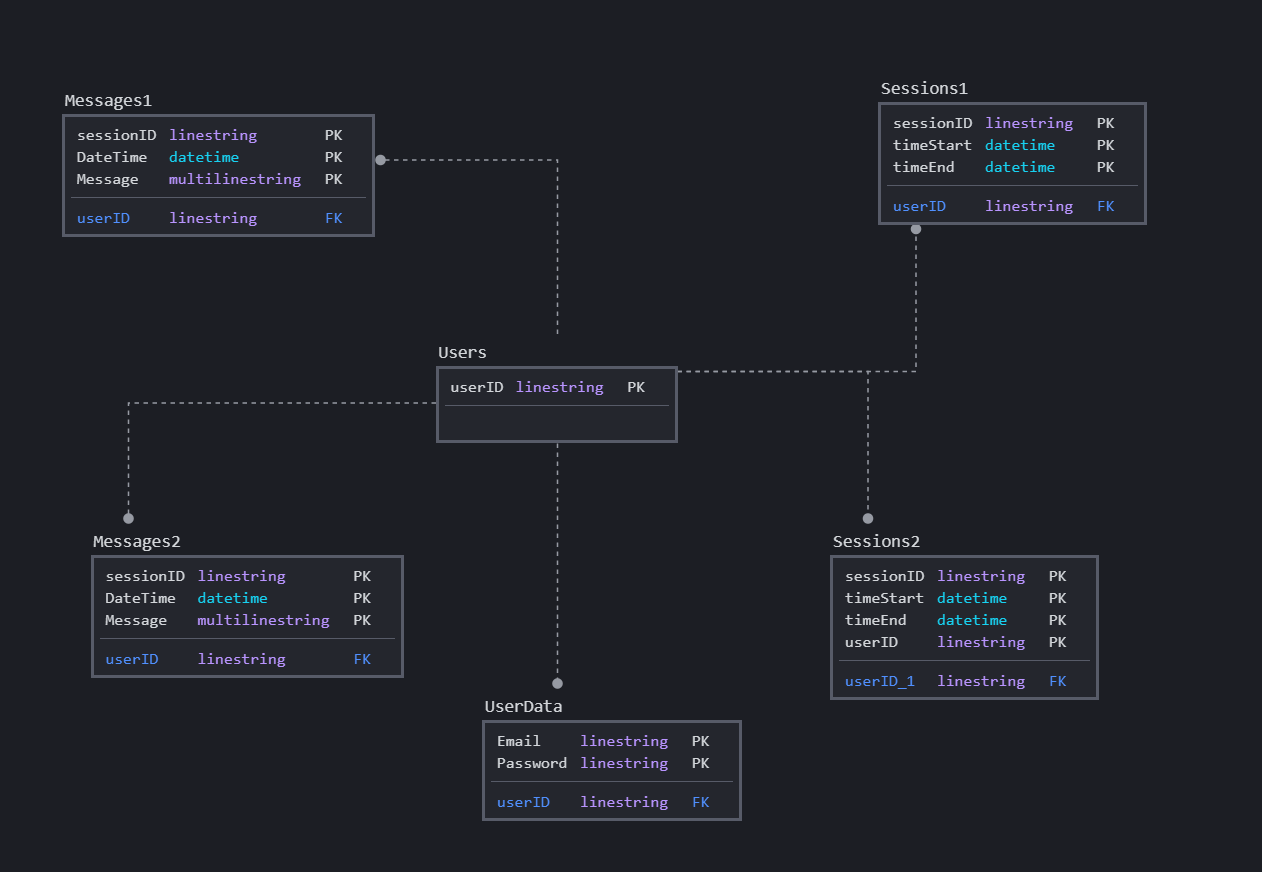 Messages1
sessionID linestring PK
DateTime datetime PK
Message multilinestring PK
userID linestring FK
Sessions1
sessionID linestring PK
timeStart datetime PK
timeEnd datetime PK
userID linestring FK
Users
userID linestring PK
Messages2
sessionID linestring PK
DateTime datetime PK
Message multilinestring PK
userID linestring FK
Sessions2
sessionID linestring PK
timeStart datetime PK
timeEnd datetime PK
userID linestring PK
userID_1 linestring FK
UserData
Email linestring PK
Password linestring PK
userID linestring FK